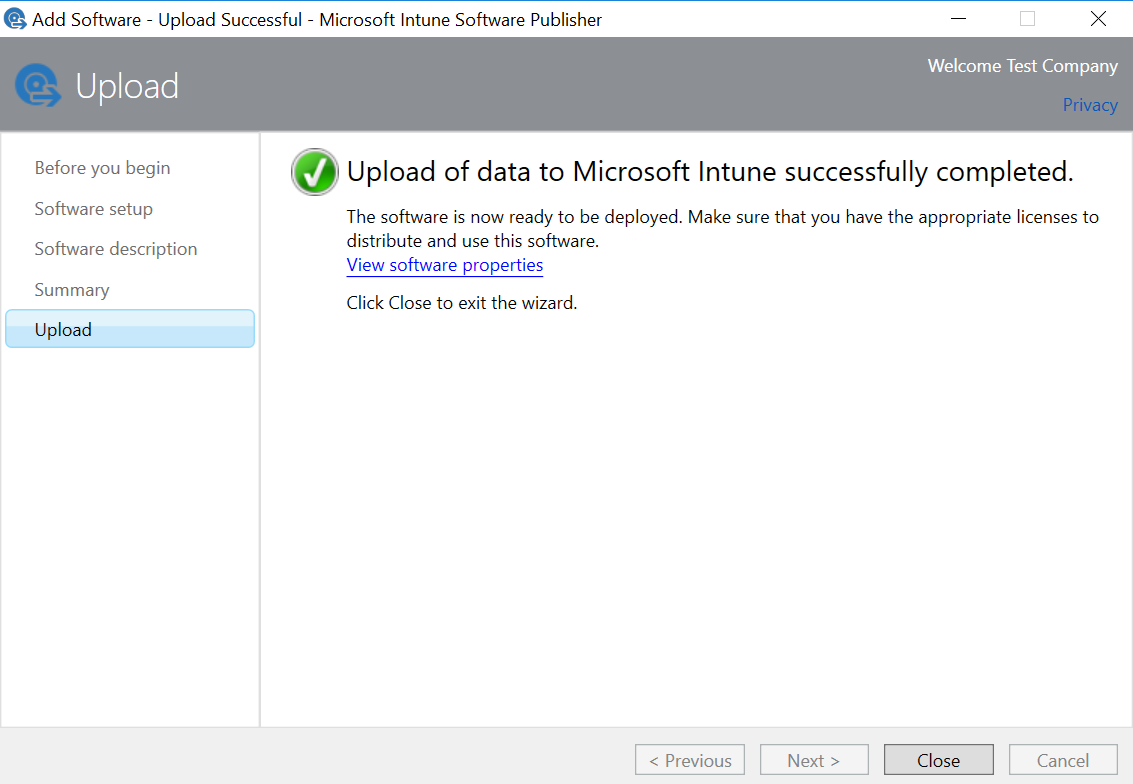 Add Software - Upload Successful - Microsoft Intune Software Publisher
Upload
Welcome Test Company
Privacy
Before you begin
Software setup
Software description
Summary
Upload
Upload of data to Microsoft Intune successfully completed.
The software is now ready to be deployed. Make sure that you have the appropriate licenses to
distribute and use this software.
View software properties
Click Close to exit the wizard.
< Previous
Next >
Close
Cancel